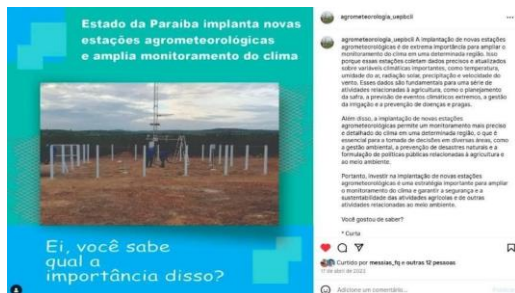 Estado da Paraíba implanta novas
estações agrometeorológicas
e amplia monitoramento do clima
Ei, você sabe
qual a
importância disso?
agrometeorologia_uepbcii
agrometeorologia_uepbcii A implantação de novas estações
agrometeorológicas é de extrema importância para ampliar o
monitoramento do clima em uma determinada região. Isso
porque essas estações coletam dados precisos e atualizados
sobre variáveis climáticas importantes, como temperatura,
umidade do ar, radiação solar, precipitação e velocidade do
vento. Esses dados são fundamentais para uma série de
atividades relacionadas à agricultura, como o planejamento
da safra, a previsão de eventos climáticos extremos, a gestão
da irrigação e a prevenção de doenças e pragas.
Além disso, a implantação de novas estações
agrometeorológicas permite um monitoramento mais preciso
e detalhado do clima em uma determinada região, o que é
essencial para a tomada de decisões em diversas áreas, como
a gestão ambiental, a prevenção de desastres naturais e a
formulação de políticas públicas relacionadas à agricultura e
ao meio ambiente.
Portanto, investir na implantação de novas estações
agrometeorológicas é uma estratégia importante para ampliar
o monitoramento do clima e garantir a segurança e a
sustentabilidade das atividades agrícolas e de outras
atividades relacionadas ao meio ambiente.
Você gostou de saber?
* Curta
Curtido por messias_fq e outras 12 pessoas
de abril de 2023
Adicione um comentário...